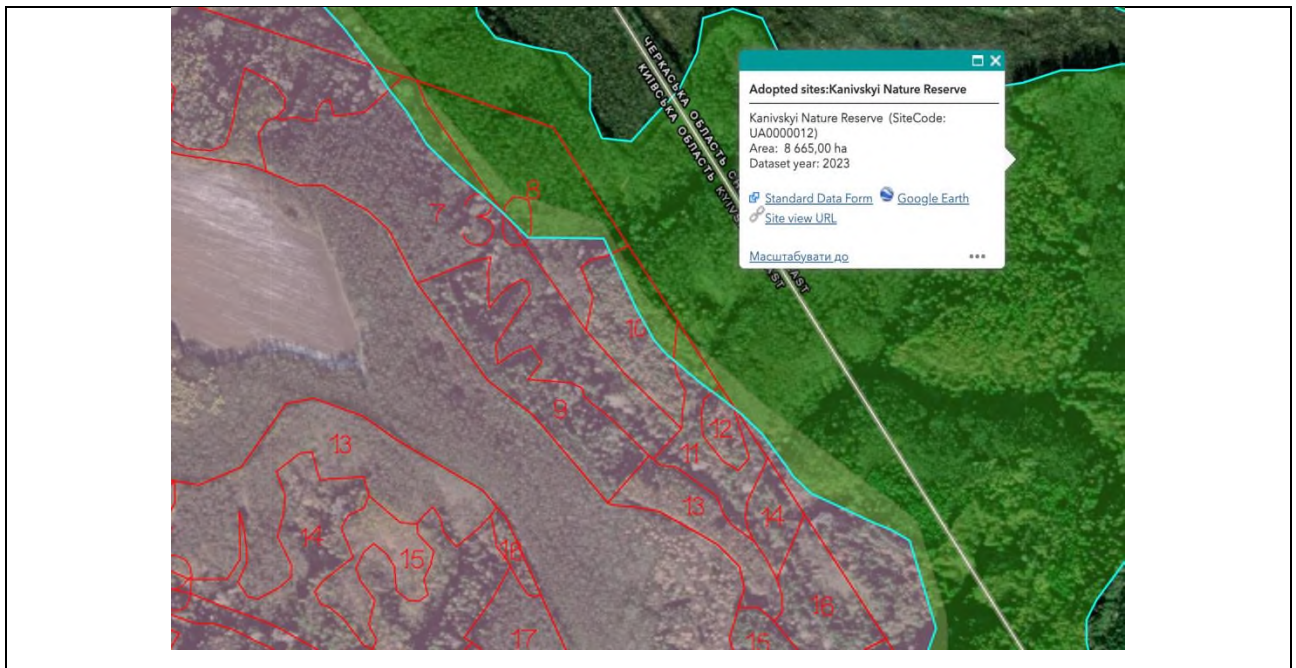 ЧЕРКАСЬКА ОБЛАСТЬ
КИЇВСЬКА ОБЛАСТЬ
Adopted sites:Kanivskyi Nature Reserve
Kanivskyi Nature Reserve (SiteCode:
UA0000012)
Area: 8 665,00 ha
Dataset year: 2023
Standard Data Form
Google Earth
Site view URL
Масштабувати до
7
30
8
10
9
12
11
13
13
14
14
15
16
16
15
17